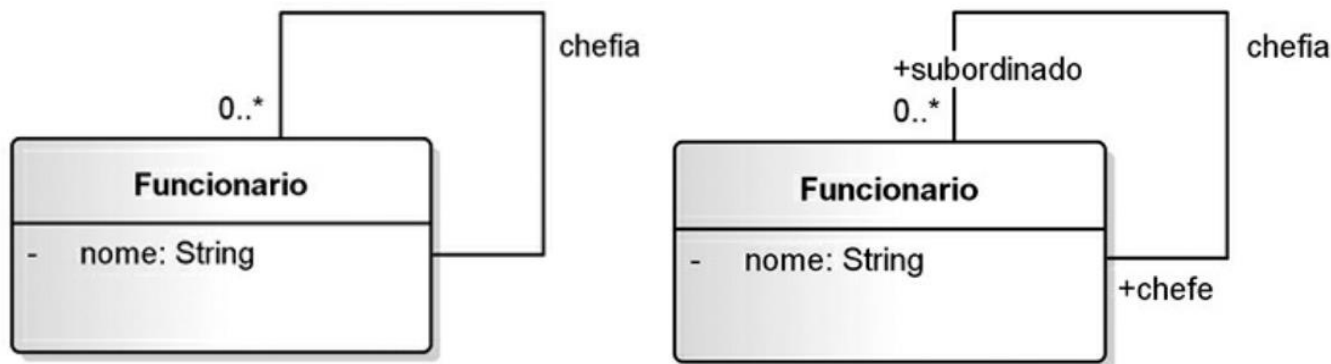 chefia
0..*
Funcionario
- nome: String
chefia
+subordinado
0..*
Funcionario
- nome: String
+chefe